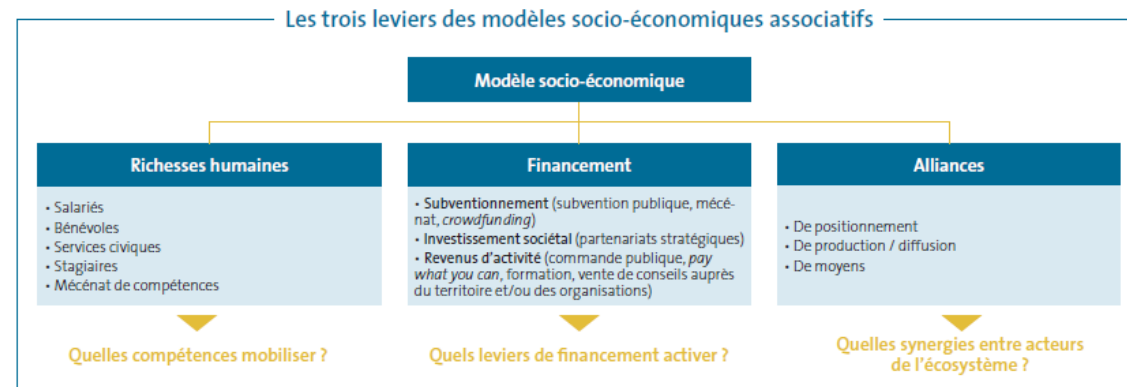 Les trois leviers des modèles socio-économiques associatifs
Modèle socio-économique
Richesses humaines
• Salariés
• Bénévoles
• Services civiques
• Stagiaires
• Mécénat de compétences
Quelles compétences mobiliser ?
Financement
• Subventionnement (subvention publique, mécé-
nat, crowdfunding)
• Investissement sociétal (partenariats stratégiques)
• Revenus d'activité (commande publique, pay
what you can, formation, vente de conseils auprès
du territoire et/ou des organisations)
Quels leviers de financement activer ?
Alliances
• De positionnement
• De production / diffusion
• De moyens
Quelles synergies entre acteurs
de l'écosystème ?